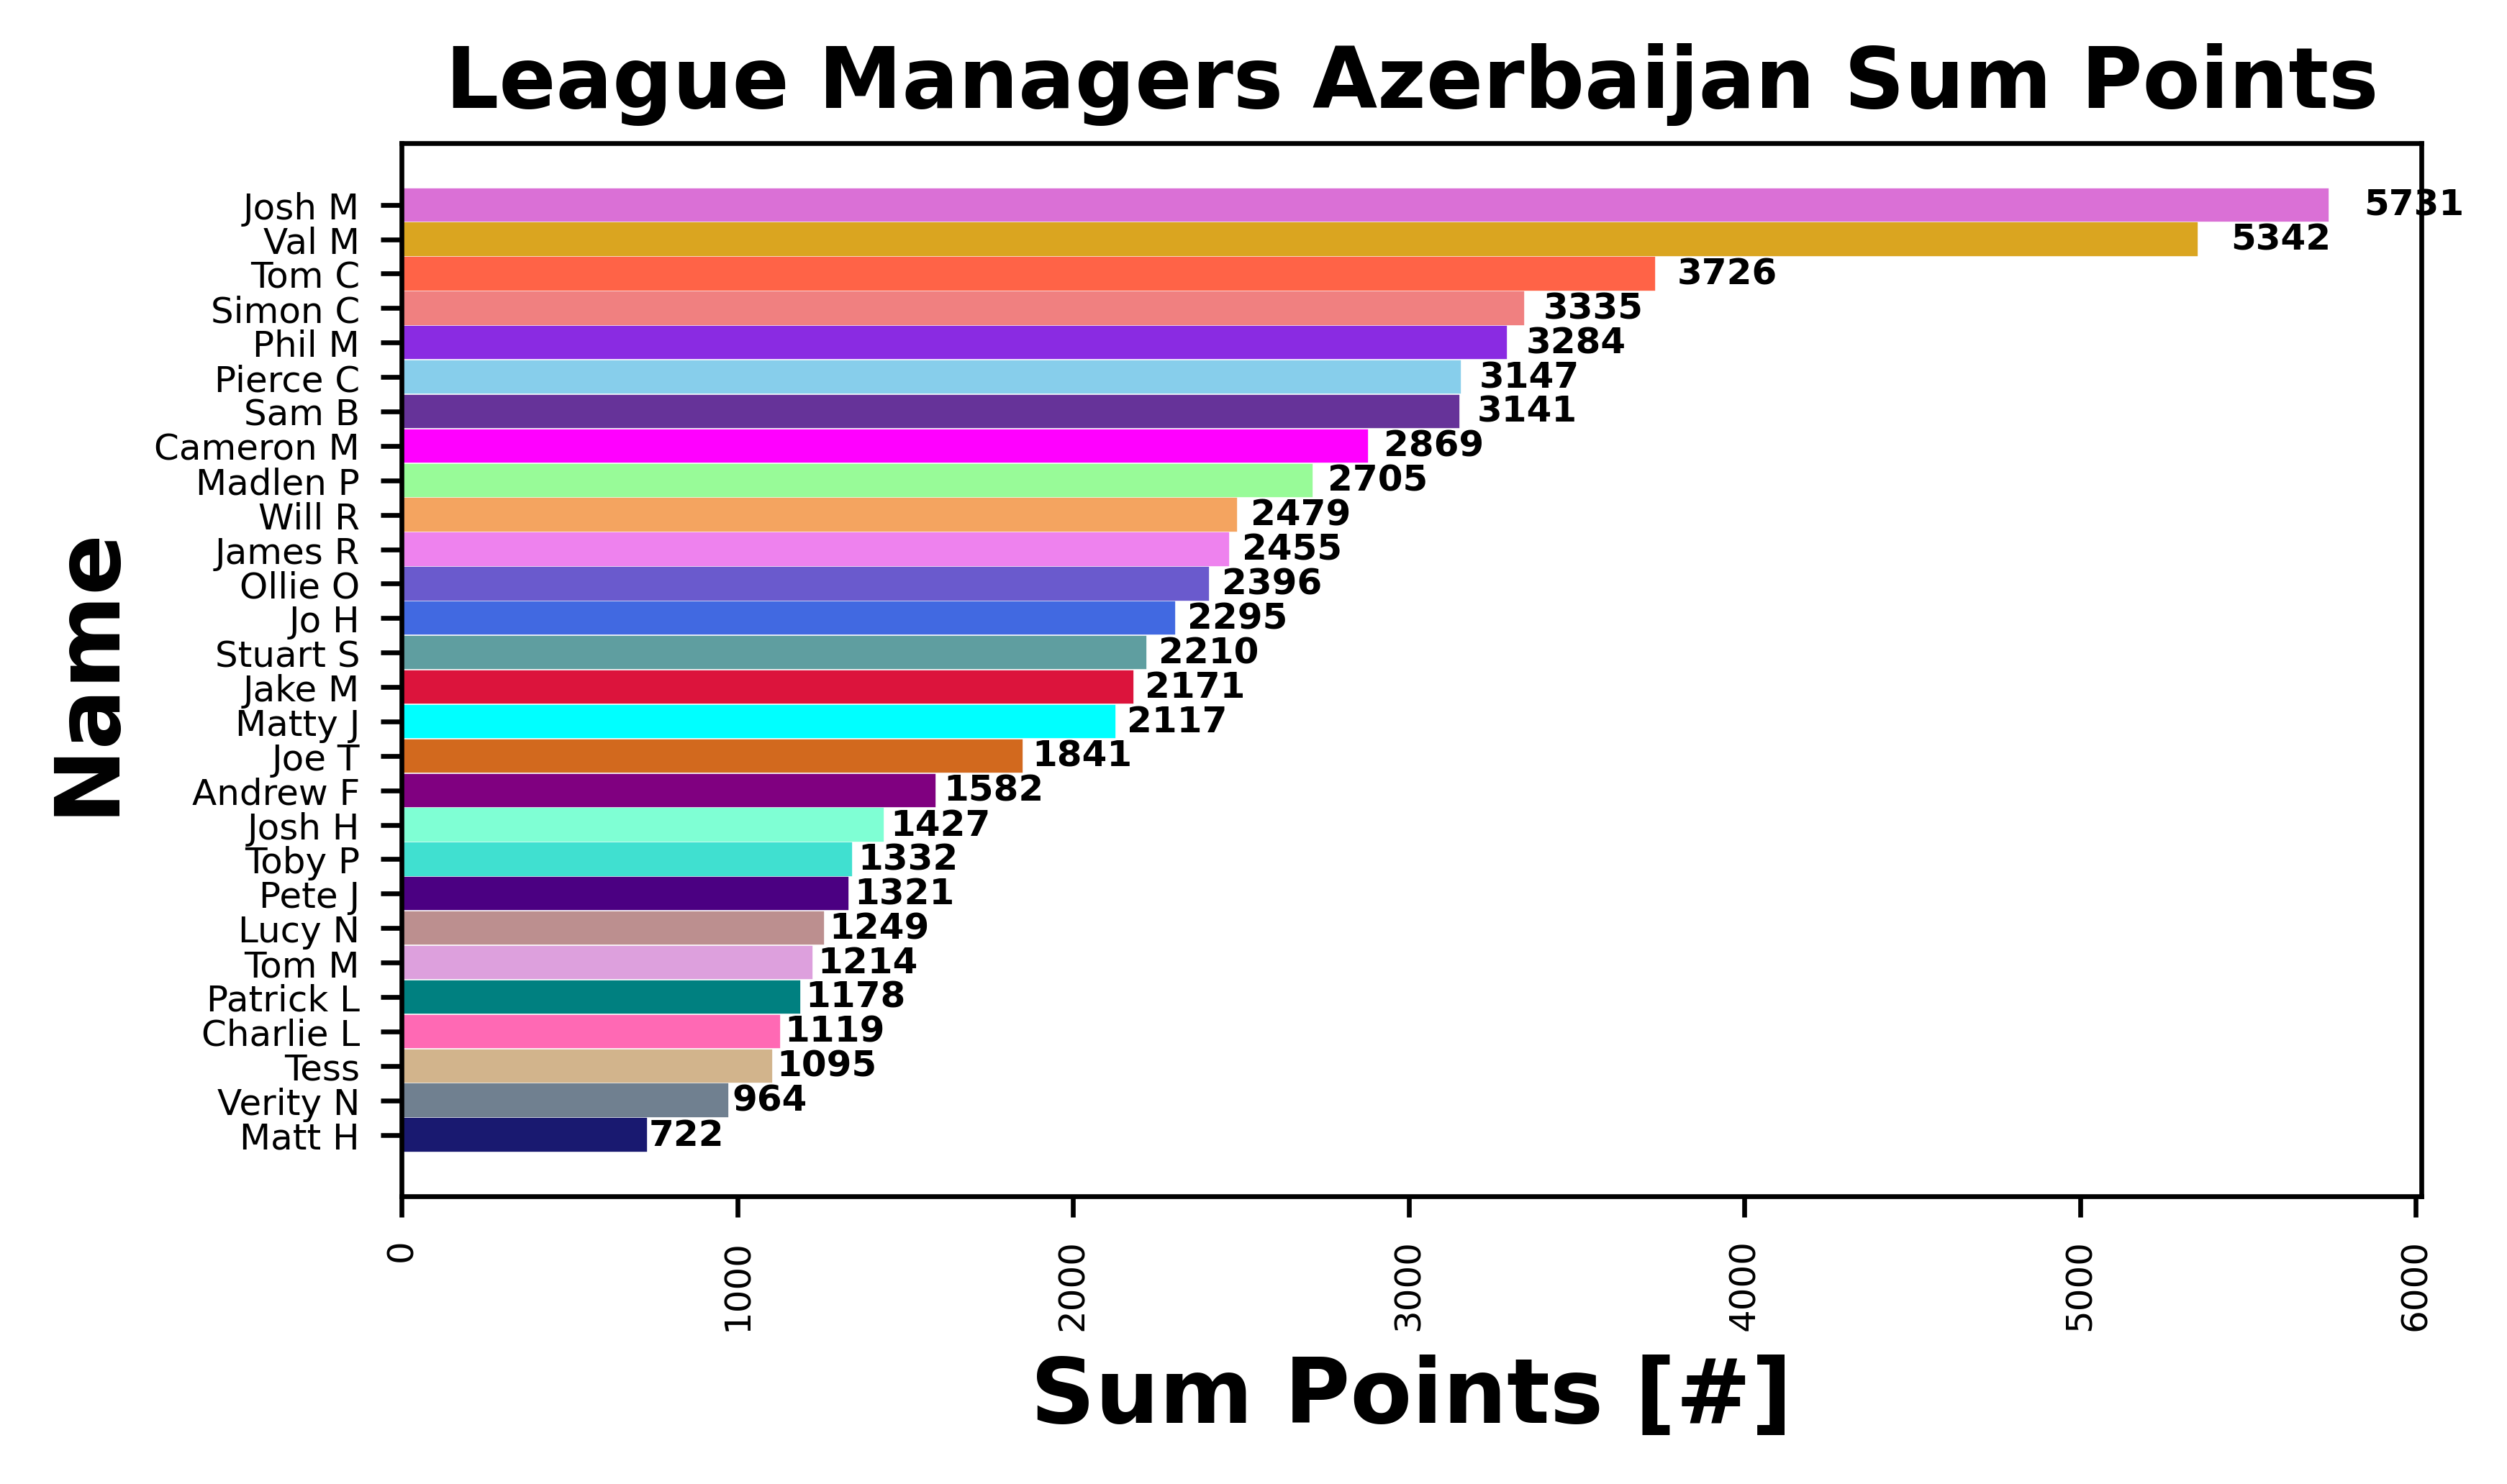 League Managers Azerbaijan Sum Points
Name
Josh M 5731
Val M 5342
Tom C 3726
Simon C 3335
Phil M 3284
Pierce C 3147
Sam B 3141
Cameron M 2869
Madlen P 2705
Will R 2479
James R 2455
Ollie O 2396
Jo H 2295
Stuart S 2210
Jake M 2171
Matty J 2117
Joe T 1841
Andrew F 1582
Josh H 1427
Toby P 1332
Pete J 1321
Lucy N 1249
Tom M 1214
Patrick L 1178
Charlie L 1119
Tess 1095
Verity N 964
Matt H 722
0 1000 2000 3000 4000 5000 6000
Sum Points [#]